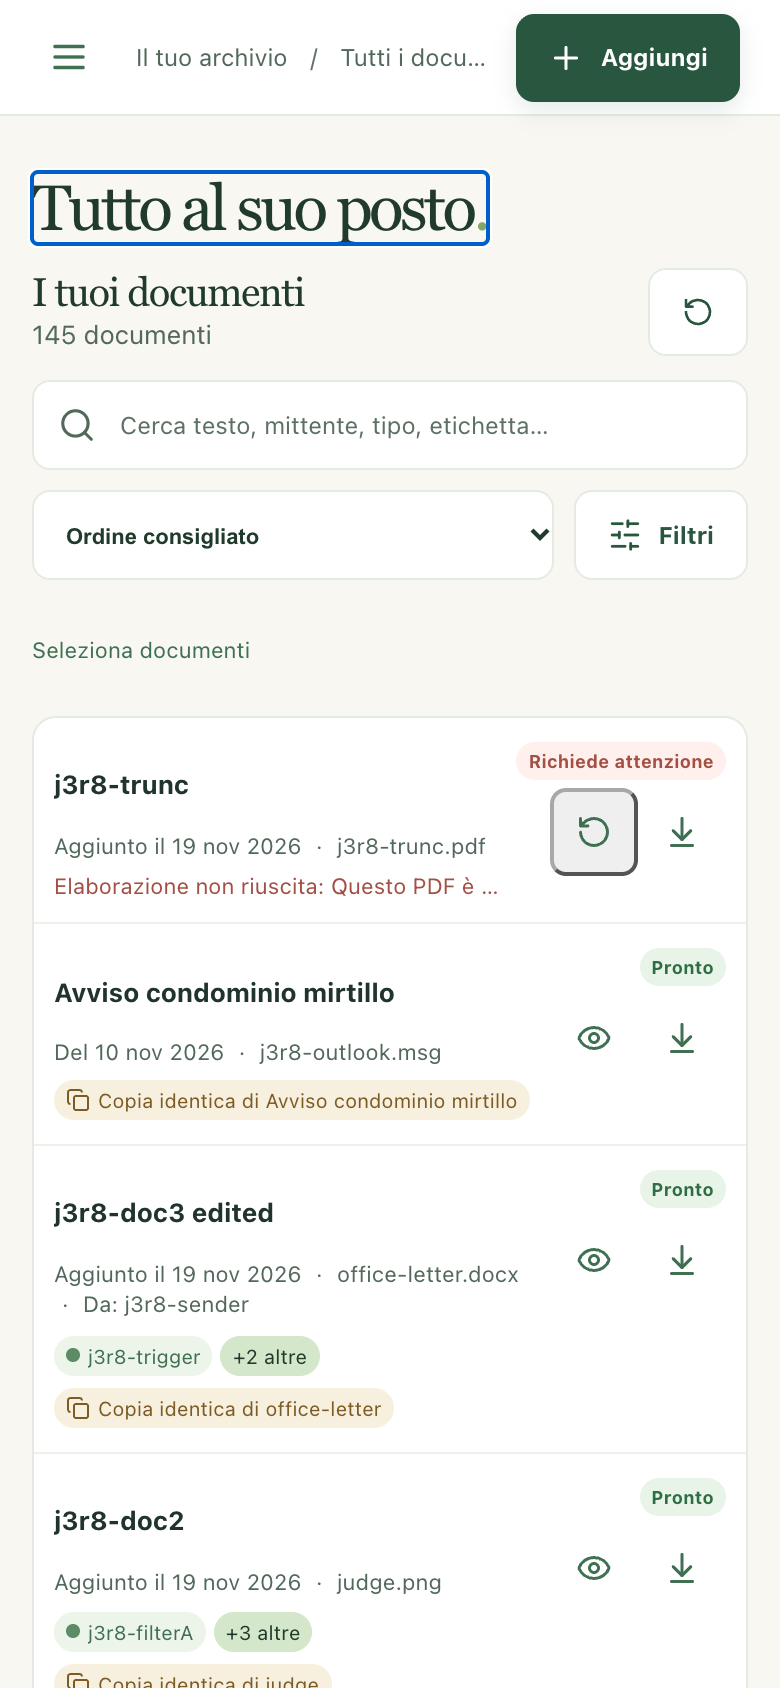 Il tuo archivio / Tutti i docu...
Aggiungi
Tutto al suo posto.
I tuoi documenti
145 documenti
Cerca testo, mittente, tipo, etichetta...
Ordine consigliato
Filtri
Seleziona documenti
Richiede attenzione
j3r8-trunc
Aggiunto il 19 nov 2026 · j3r8-trunc.pdf
Elaborazione non riuscita: Questo PDF è ...
Pronto
Avviso condominio mirtillo
Del 10 nov 2026 · j3r8-outlook.msg
Copia identica di Avviso condominio mirtillo
Pronto
j3r8-doc3 edited
Aggiunto il 19 nov 2026 · office-letter.docx
· Da: j3r8-sender
j3r8-trigger +2 altre
Copia identica di office-letter
Pronto
j3r8-doc2
Aggiunto il 19 nov 2026 · judge.png
j3r8-filterA +3 altre
Copia identica di judge